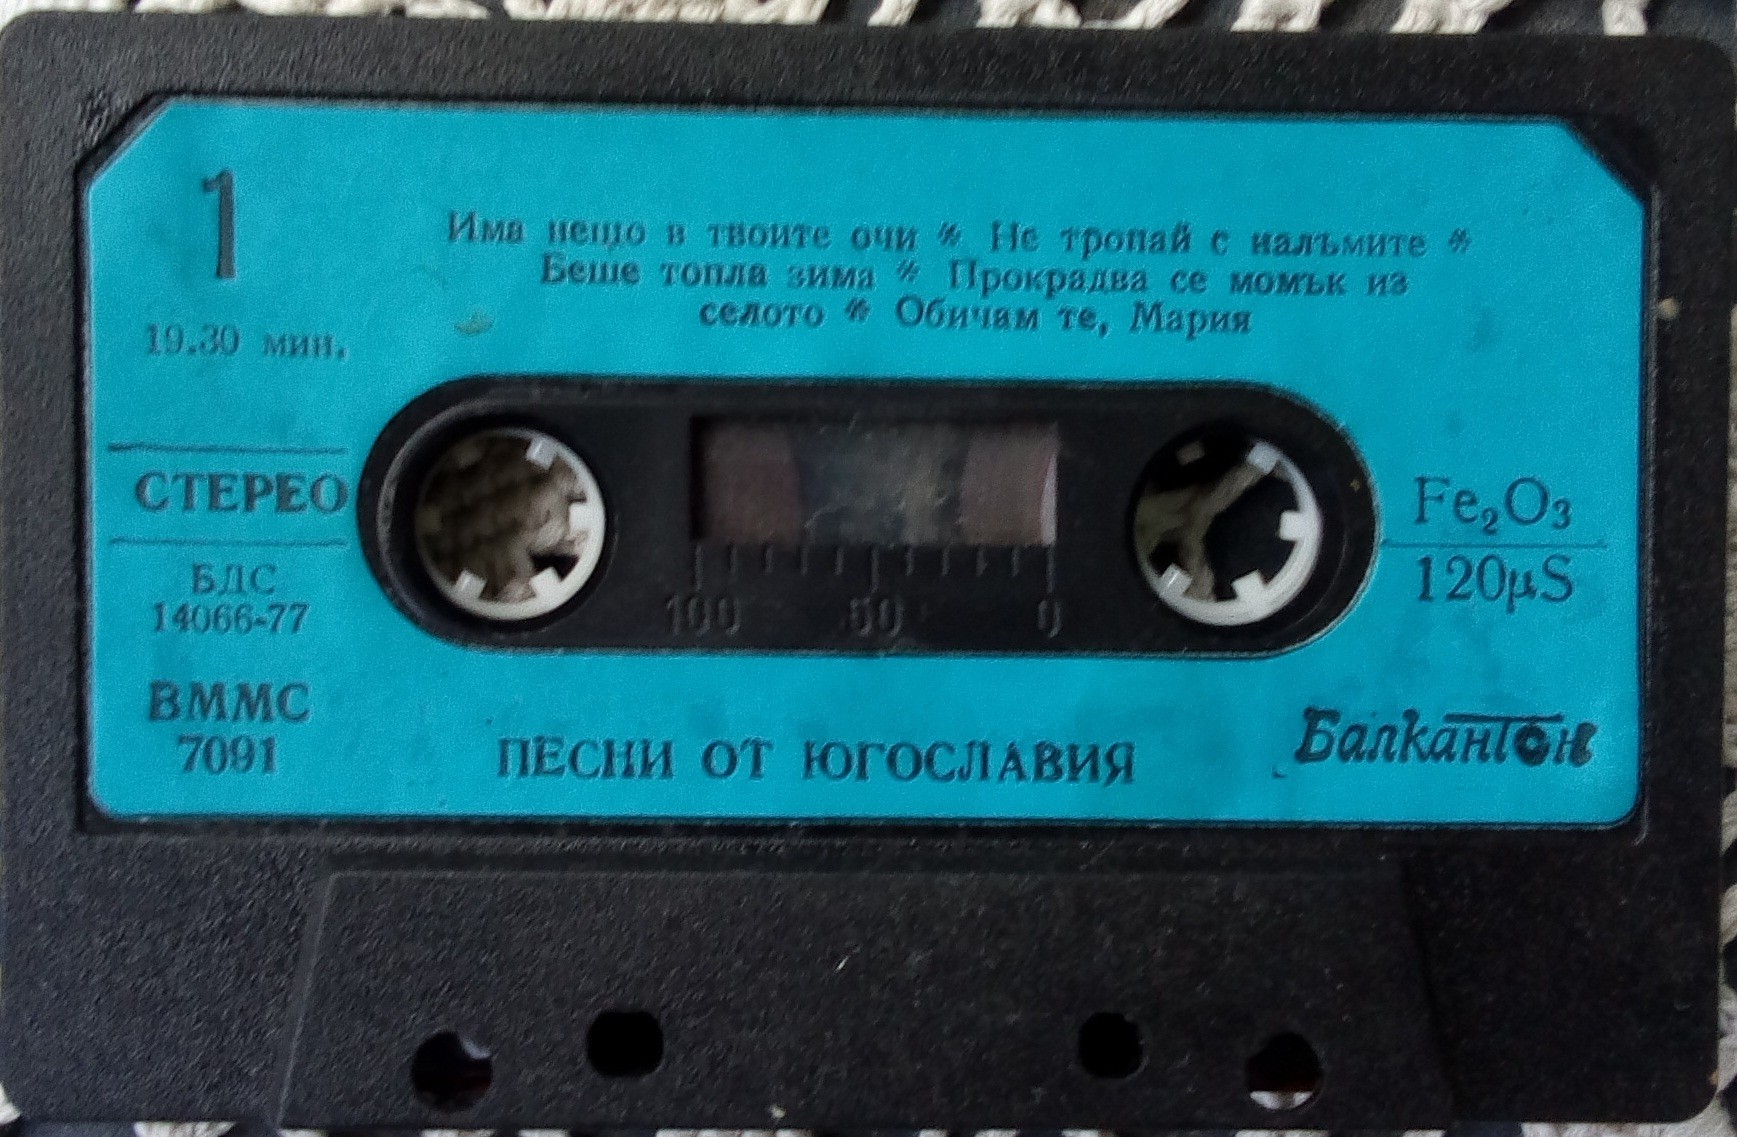 1
Има нещо в твоите очи * Не тропай с налъмите *
Беше топла зима * Прокрадва се момък из
селото * Обичам те, Мария
19.30 мин.
СТЕРЕО
БДС
14066-77
ВММС
7091
Fe₂O₃
120µS
100 50 0
ПЕСНИ ОТ ЮГОСЛАВИЯ
Балкантон